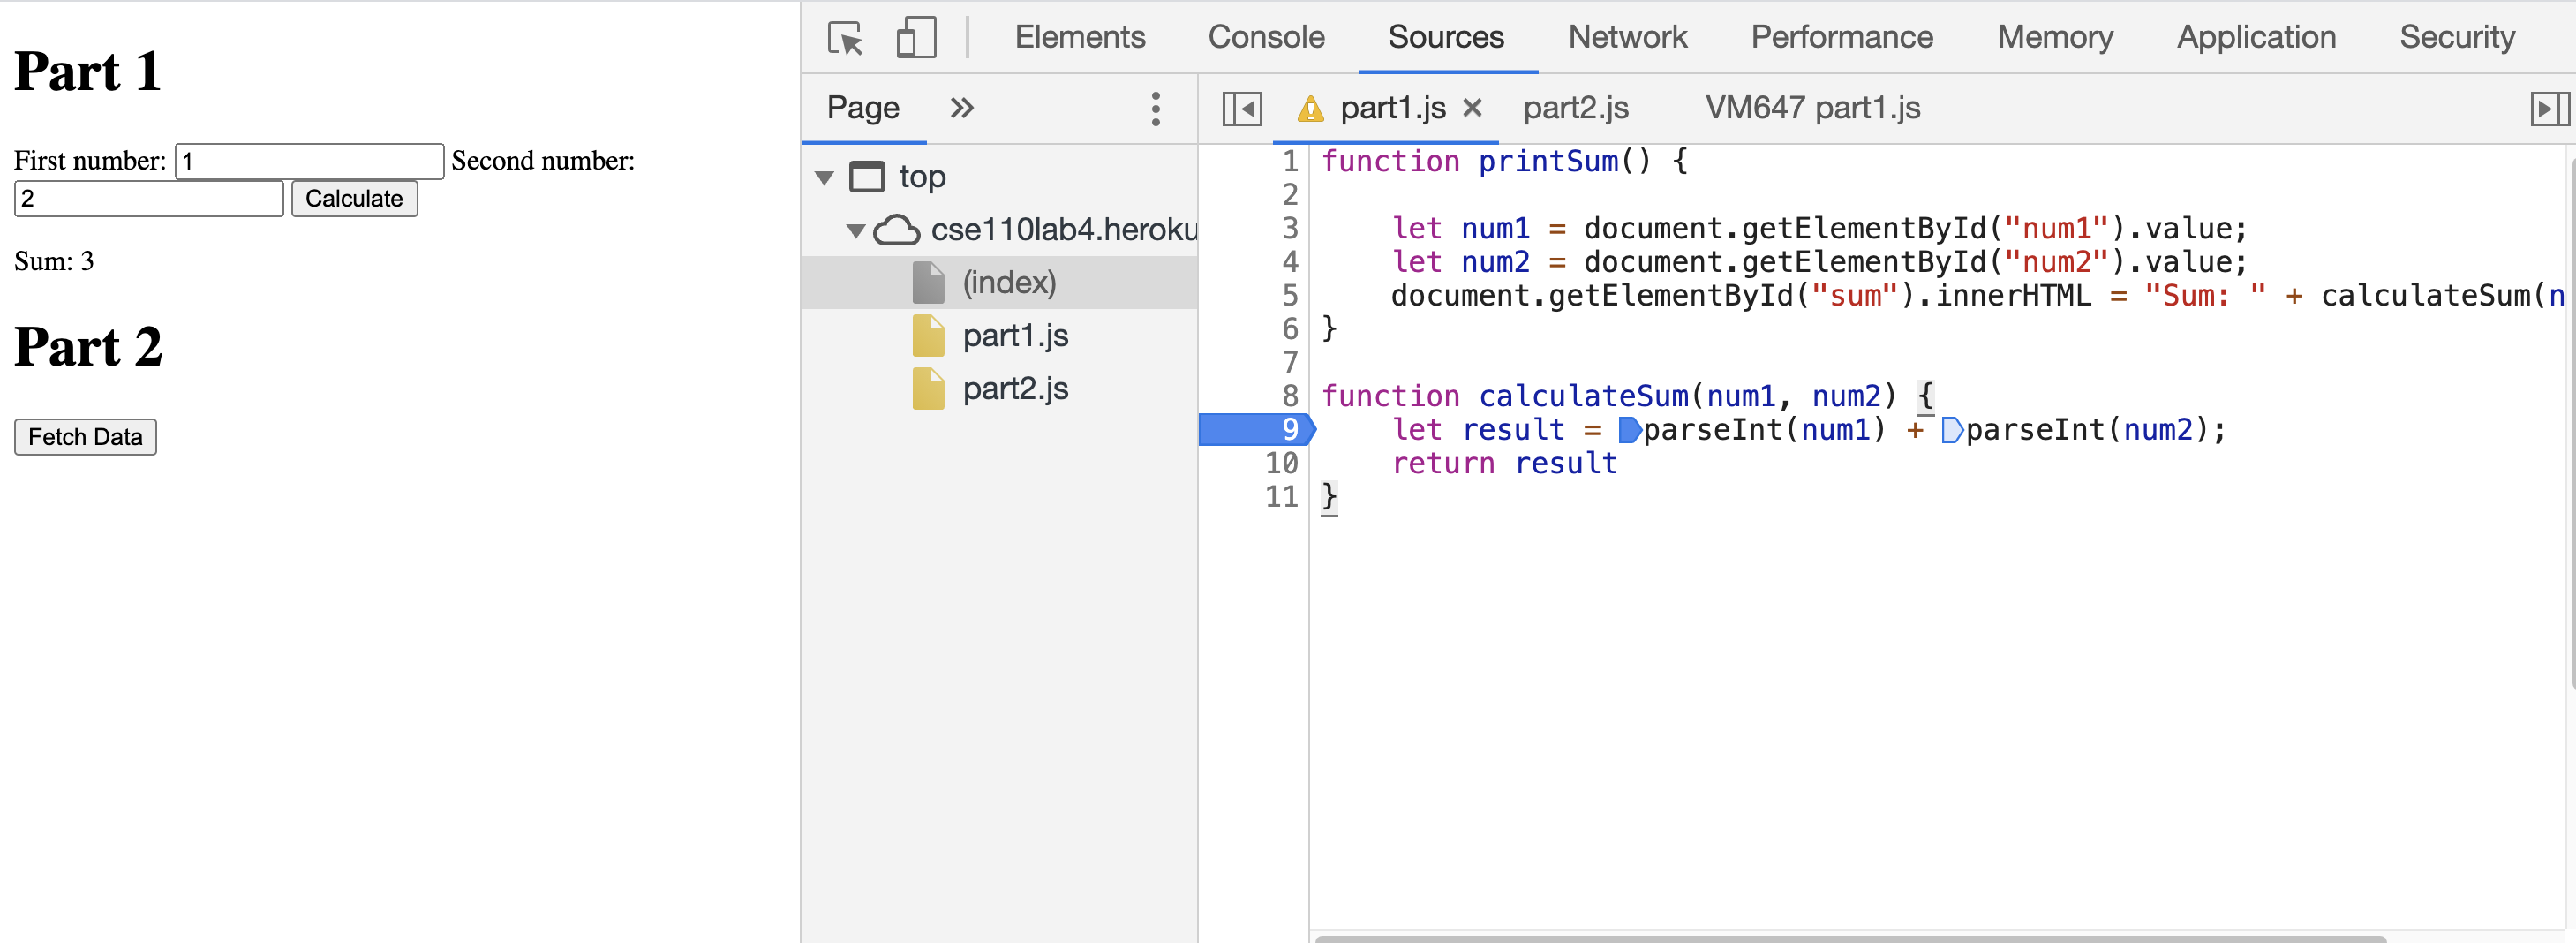 Part 1
First number: 1 Second number:
2 Calculate
Sum: 3
Part 2
Fetch Data
Elements Console Sources Network Performance Memory Application Security
Page part1.js part2.js VM647 part1.js
top
cse110lab4.heroku
(index)
part1.js
part2.js
1 function printSum() {
2
3 let num1 = document.getElementById("num1").value;
4 let num2 = document.getElementById("num2").value;
5 document.getElementById("sum").innerHTML = "Sum: " + calculateSum(n
6 }
7
8 function calculateSum(num1, num2) {
9 let result = parseInt(num1) + parseInt(num2);
10 return result
11 }